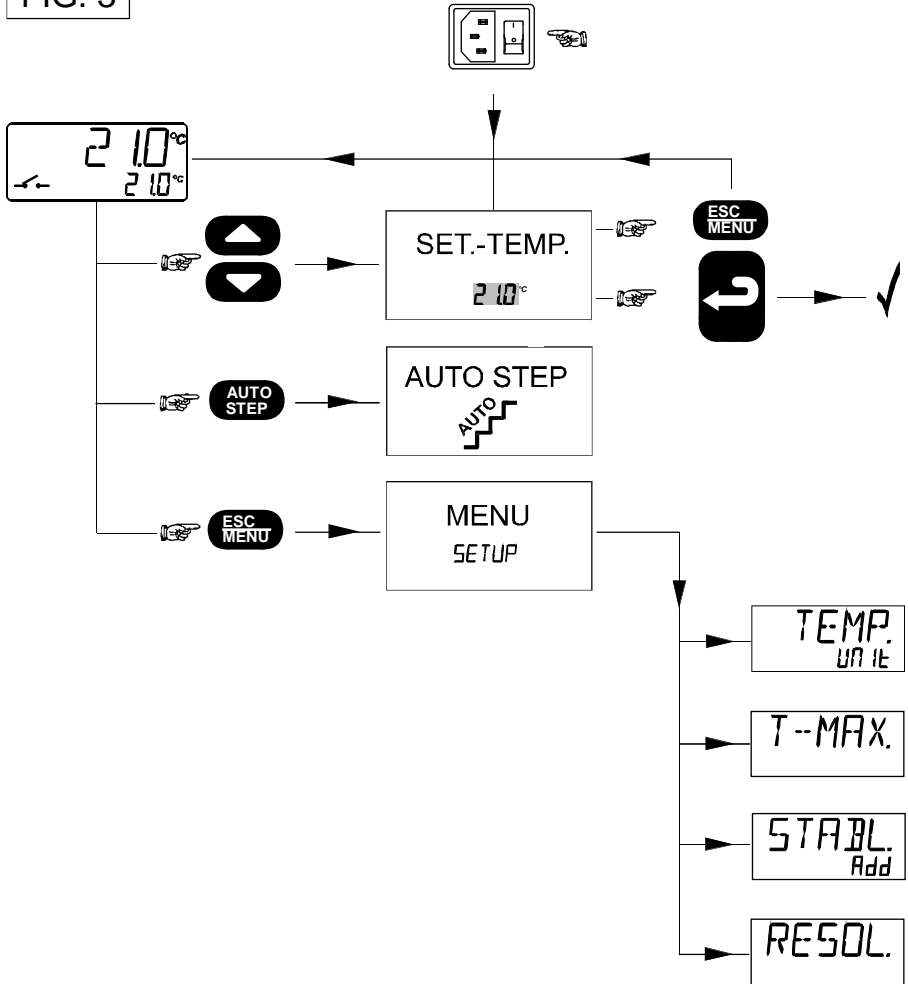 FIG. 3
21.0°C
21.0°C
ESC
MENU
SET.-TEMP.
21.0°C
AUTO
STEP
AUTO STEP
AUTO
ESC
MENU
MENU
SETUP
TEMP.
Unit
T--MAX.
STABL.
Add
RESOL.